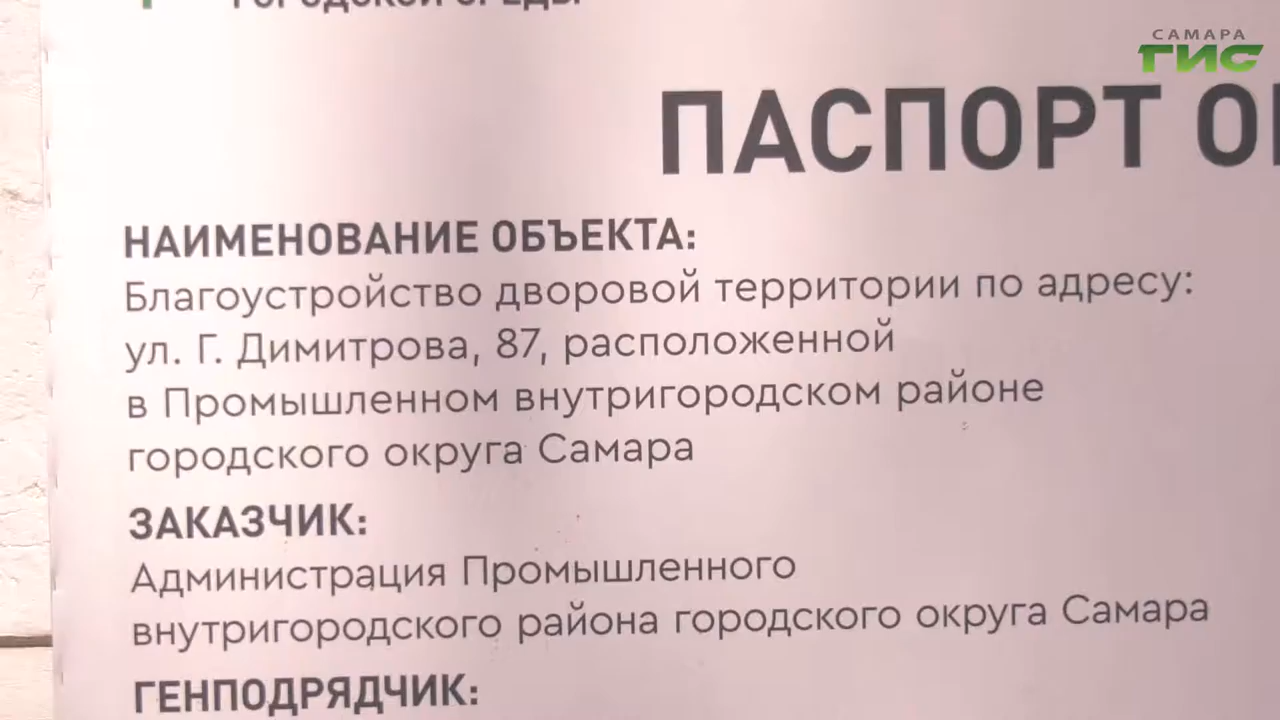 САМАРА
ГИС
ПАСПОРТ
НАИМЕНОВАНИЕ ОБЪЕКТА:
Благоустройство дворовой территории по адресу:
ул. Г. Димитрова, 87, расположенной
в Промышленном внутригородском районе
городского округа Самара
ЗАКАЗЧИК:
Администрация Промышленного
внутригородского района городского округа Самара
ГЕНПОДРЯДЧИК: